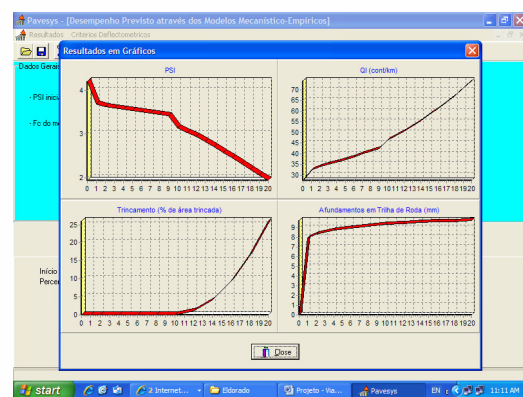 Pavesys - [Desempenho Previsto através dos Modelos Mecanístico-Empíricos]
Resultados Criterios Deflectometricos
Resultados em Gráficos
Dados Gerais
- PSI inici
- Fc do m
Início
Perce
PSI
4
3
2
0 1 2 3 4 5 6 7 8 9 10 11 12 13 14 15 16 17 18 19 20
QI (cont/km)
70
65
60
55
50
45
40
35
30
0 1 2 3 4 5 6 7 8 9 10 11 12 13 14 15 16 17 18 19 20
Trincamento (% de área trincada)
25
20
15
10
5
0
0 1 2 3 4 5 6 7 8 9 10 11 12 13 14 15 16 17 18 19 20
Afundamentos em Trilha de Roda (mm)
9
8
7
6
5
4
3
2
1
0
0 1 2 3 4 5 6 7 8 9 10 11 12 13 14 15 16 17 18 19 20
Close
start
2 Internet...
Eldorado
Projeto - Via...
Pavesys
EN
11:11 AM